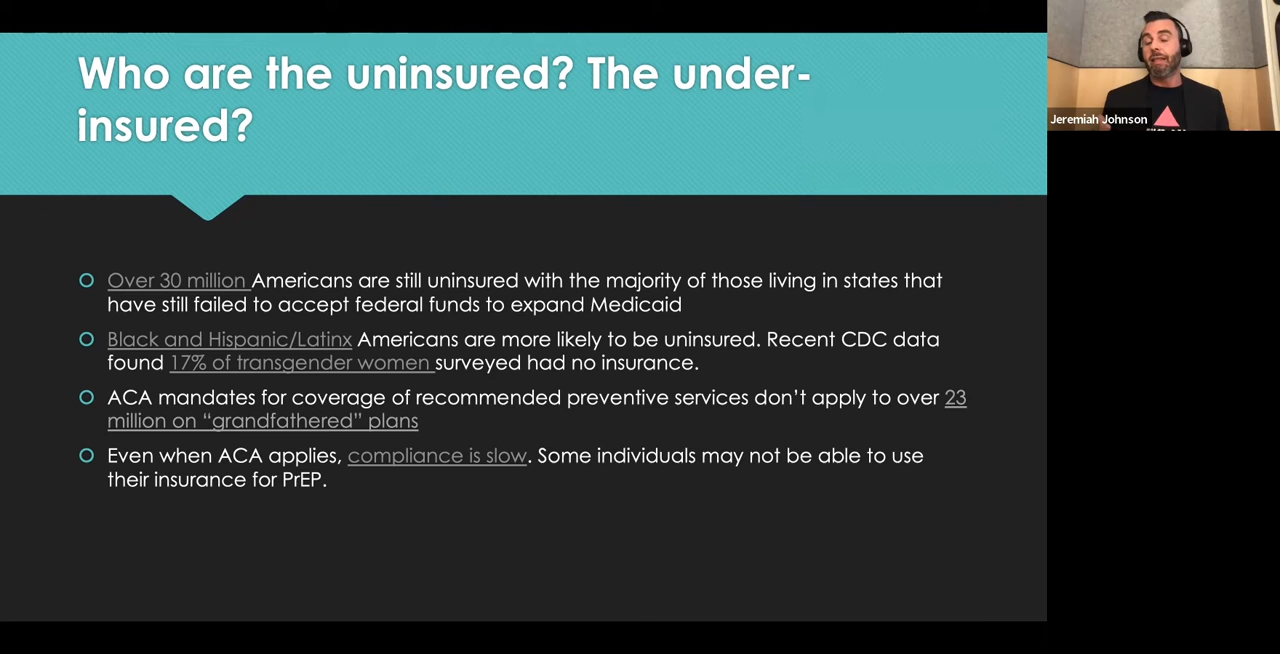 Who are the uninsured? The under-
insured?
Jeremiah Johnson
Over 30 million Americans are still uninsured with the majority of those living in states that
have still failed to accept federal funds to expand Medicaid
Black and Hispanic/Latinx Americans are more likely to be uninsured. Recent CDC data
found 17% of transgender women surveyed had no insurance.
ACA mandates for coverage of recommended preventive services don’t apply to over 23
million on “grandfathered” plans
Even when ACA applies, compliance is slow. Some individuals may not be able to use
their insurance for PrEP.